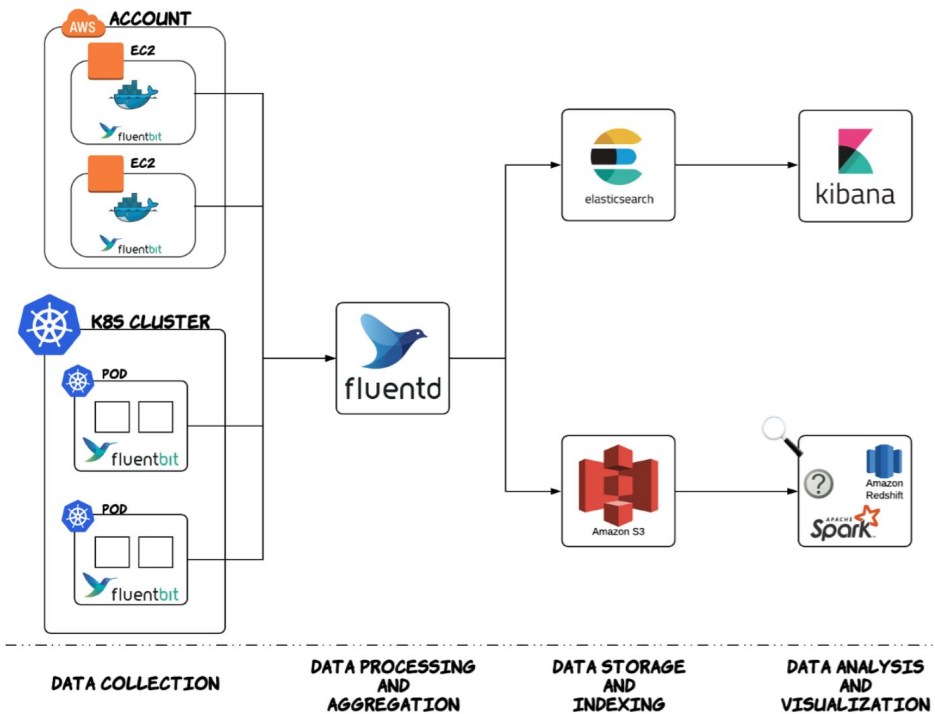 AWS
ACCOUNT
EC2
fluentbit
EC2
fluentbit
K8S CLUSTER
POD
fluentbit
POD
fluentbit
fluentd
elasticsearch
kibana
Amazon S3
?
Amazon
Redshift
APACHE
Spark™
DATA COLLECTION
DATA PROCESSING
AND
AGGREGATION
DATA STORAGE
AND
INDEXING
DATA ANALYSIS
AND
VISUALIZATION